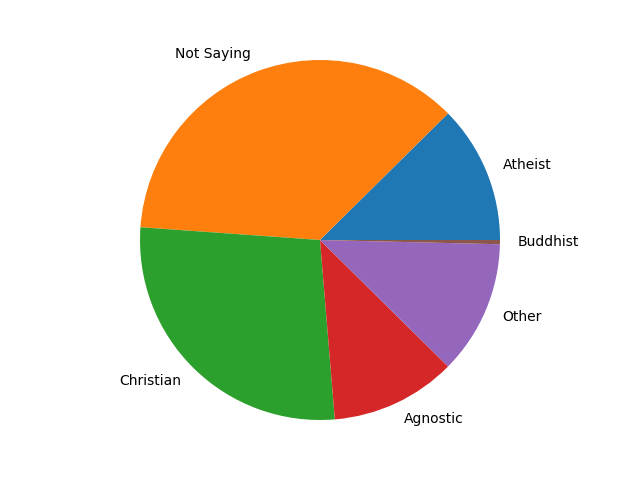 Not Saying
Atheist
Buddhist
Other
Christian
Agnostic